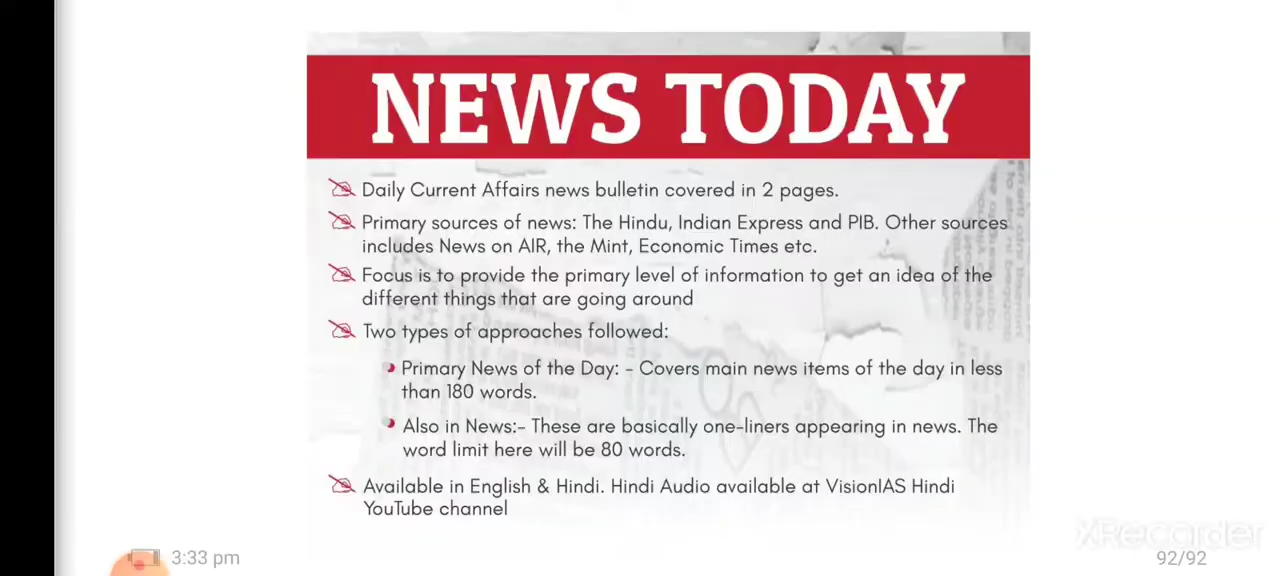 NEWS TODAY
Daily Current Affairs news bulletin covered in 2 pages.
Primary sources of news: The Hindu, Indian Express and PIB. Other sources
includes News on AIR, the Mint, Economic Times etc.
Focus is to provide the primary level of information to get an idea of the
different things that are going around
Two types of approaches followed:
Primary News of the Day: - Covers main news items of the day in less
than 180 words.
Also in News:- These are basically one-liners appearing in news. The
word limit here will be 80 words.
Available in English & Hindi. Hindi Audio available at VisionIAS Hindi
YouTube channel
XRecorder
3:33 pm
92/92